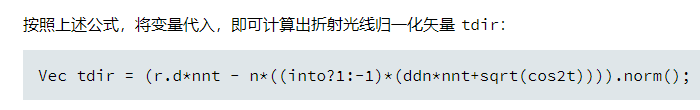 按照上述公式，将变量代入，即可计算出折射光线归一化矢量 tdir：
Vec tdir = (r.d*nnt - n*((into?1:-1)*(ddn*nnt+sqrt(cos2t)))).norm();